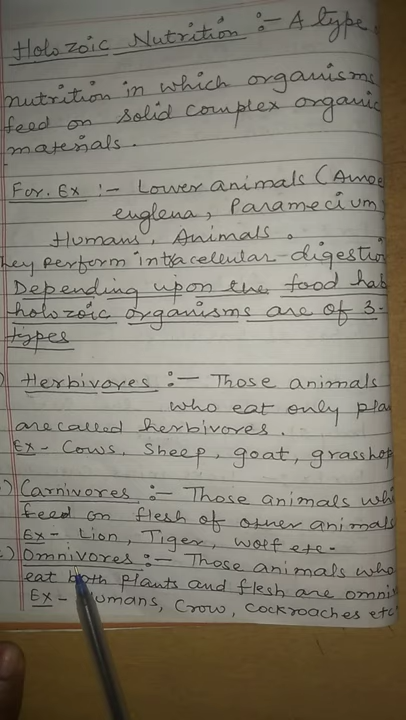 Holozoic Nutrition :- A type
nutrition in which organisms
feed on solid complex organic
materials.
For. Ex :- Lower animals (Amoe
euglena, Paramecium,
Humans, Animals.
hey perform intracellular-digestion
Depending upon the food hab
holozoic organisms are of 3-
types
) Herbivores :- Those animals
who eat only pla
are called herbivores.
Ex - Cows, Sheep, goat, grasshop
) Carnivores :- Those animals whi
feed on flesh of other animals
Ex - Lion, Tiger, wolf etc-
) Omnivores :- Those animals who
eat both plants and flesh are omni
Ex - Humans, Crow, Cockroaches etc